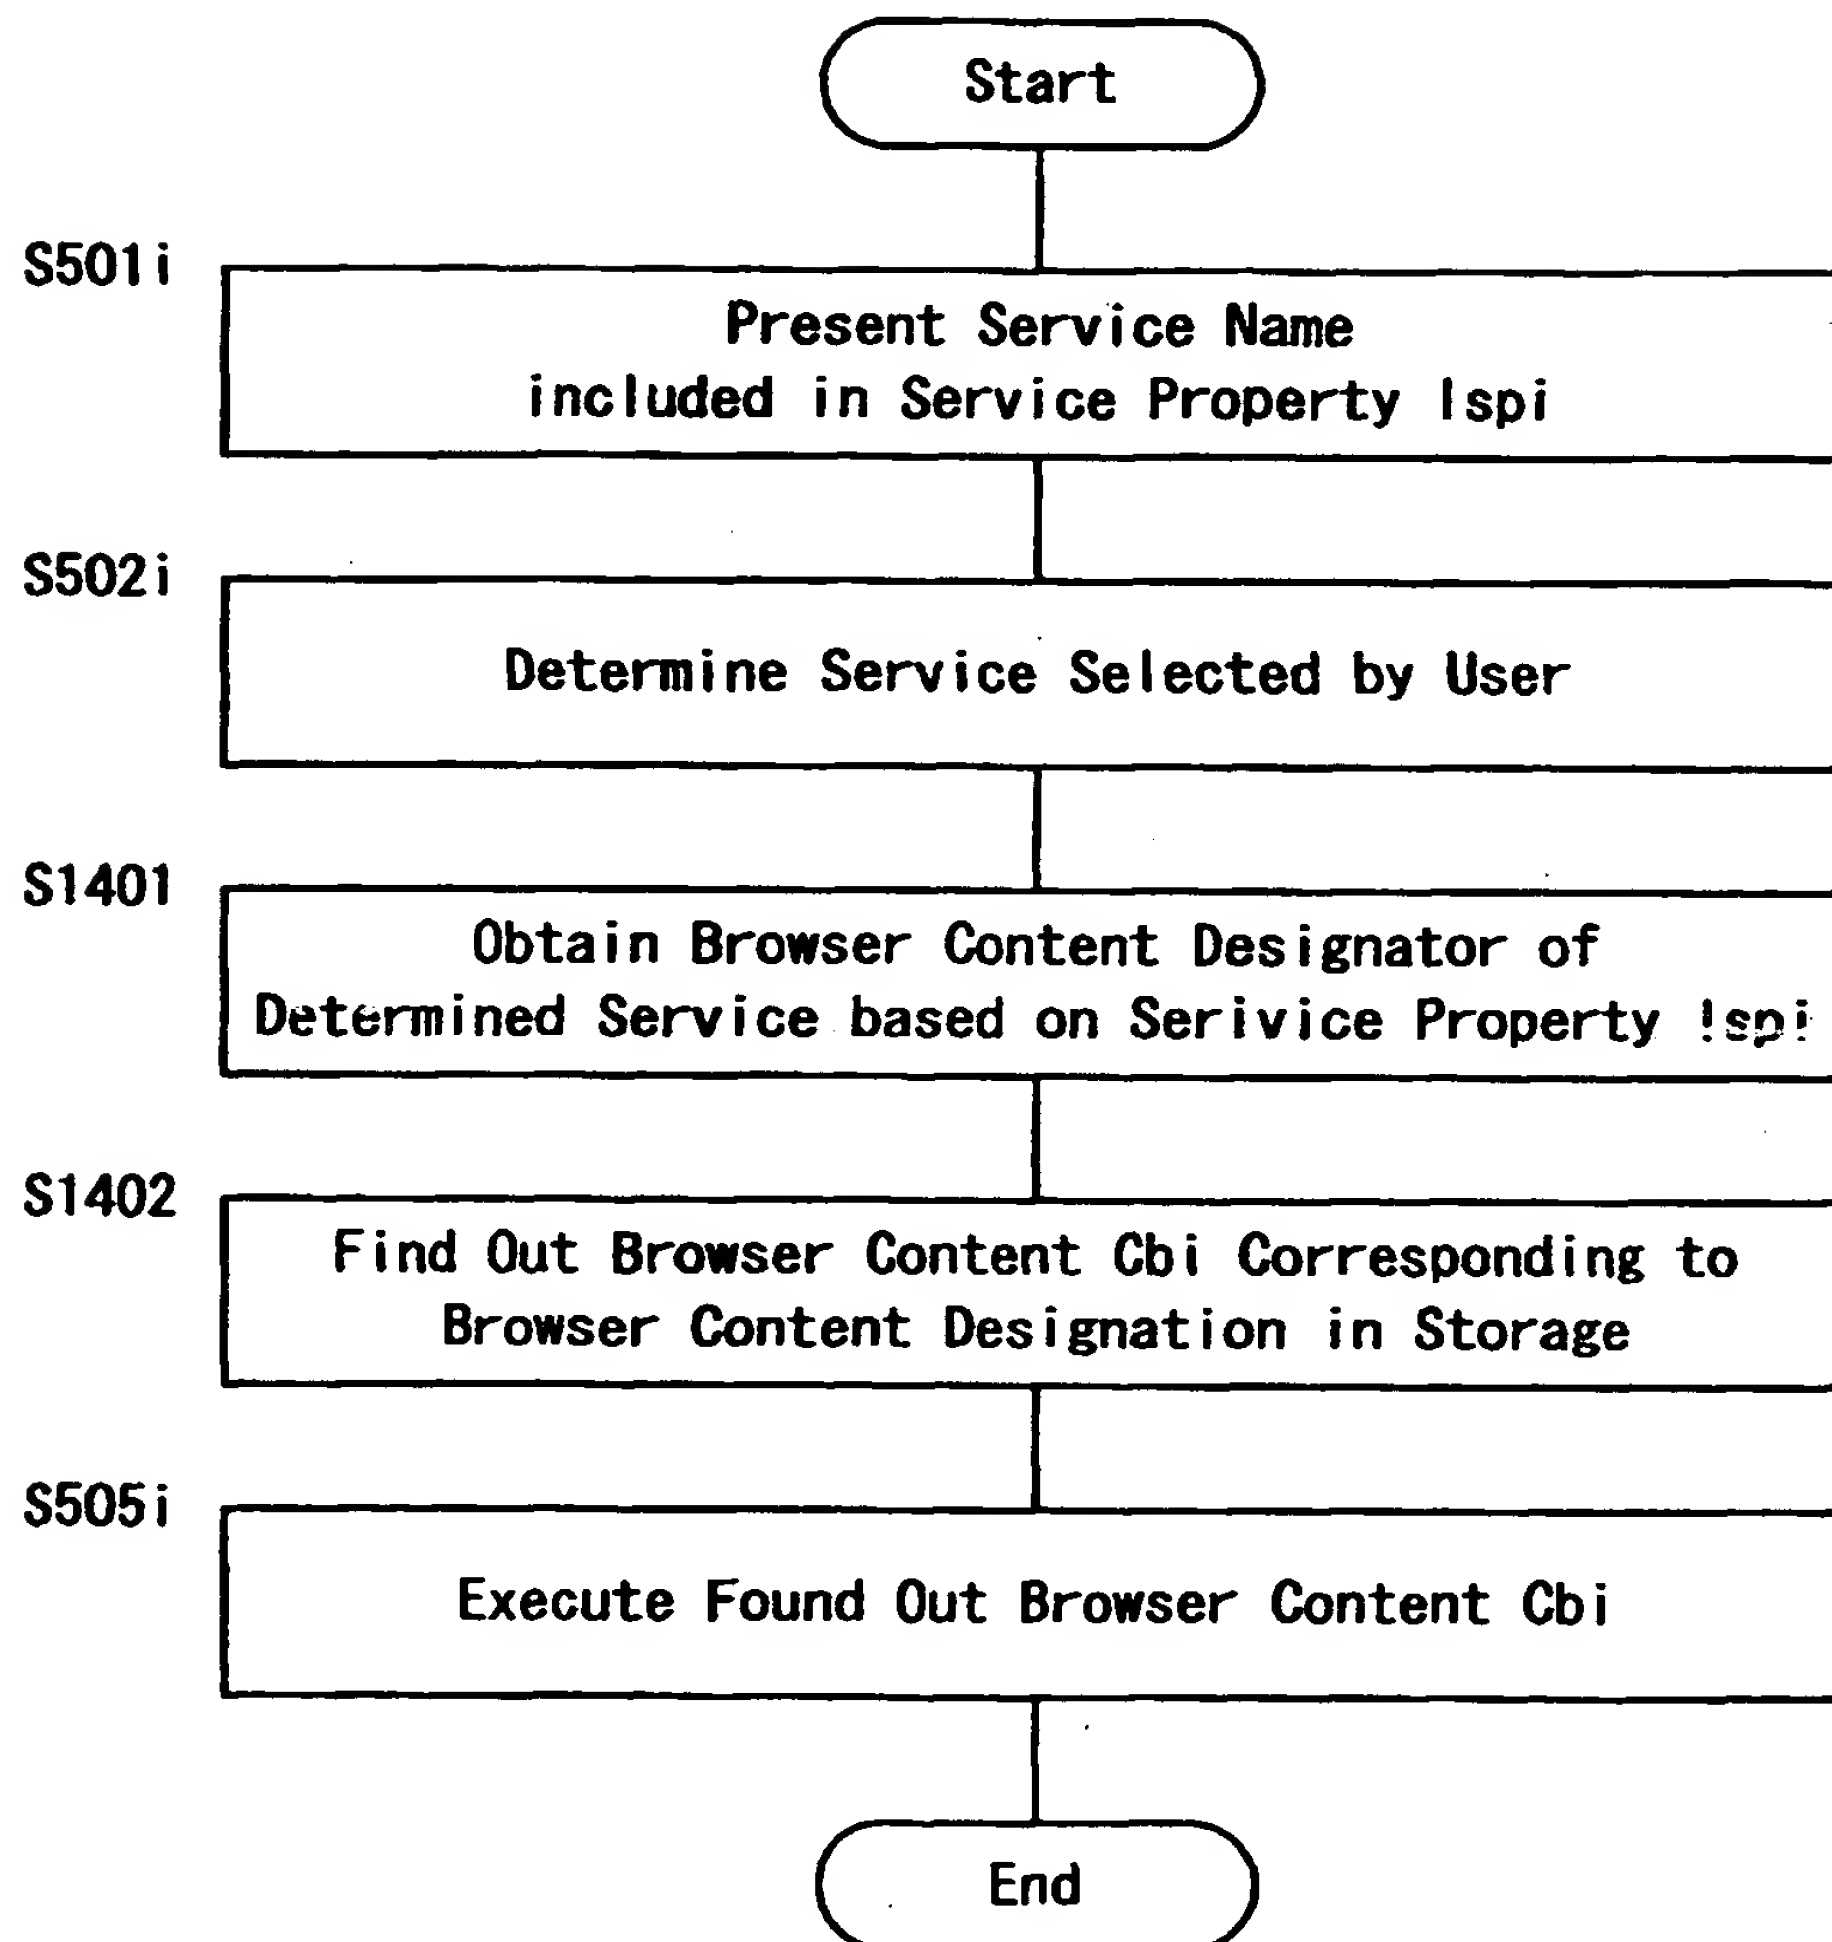 Start
S501i
Present Service Name
included in Service Property Ispi
S502i
Determine Service Selected by User
S1401
Obtain Browser Content Designator of
Determined Service based on Serivice Property Ispi
S1402
Find Out Browser Content Cbi Corresponding to
Browser Content Designation in Storage
S505i
Execute Found Out Browser Content Cbi
End